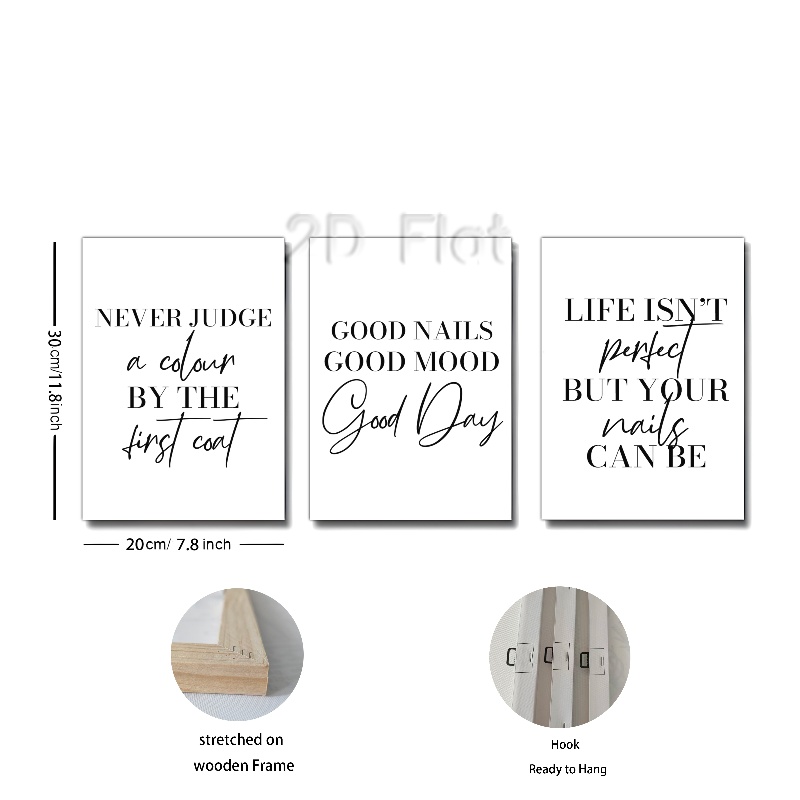 2D Flat
NEVER JUDGE
a colour
BY THE
first coat
GOOD NAILS
GOOD MOOD
Good Day
LIFE ISN'T
perfect
BUT YOUR
nails
CAN BE
30cm/11.8inch
20cm/ 7.8 inch
stretched on
wooden Frame
Hook
Ready to Hang